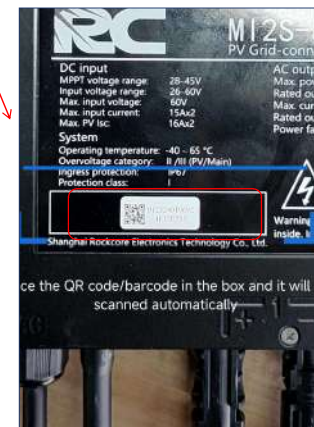 RC
MI2S-
PV Grid-conn
DC input
MPPT voltage range: 28-45V
Input voltage range: 26-60V
Max. input voltage: 60V
Max. input current: 15Ax2
Max. PV Isc: 16Ax2
System
Operating temperature: -40 - 65 ℃
Overvoltage category: II /III (PV/Main)
Ingress protection: IP67
Protection class: I
AC outp
Max. po
Rated ou
Max. cur
Rated ou
Power fa
Warning
inside. I
Shanghai Rockcore Electronics Technology Co., Ltd.
ce the QR code/barcode in the box and it will
scanned automatically